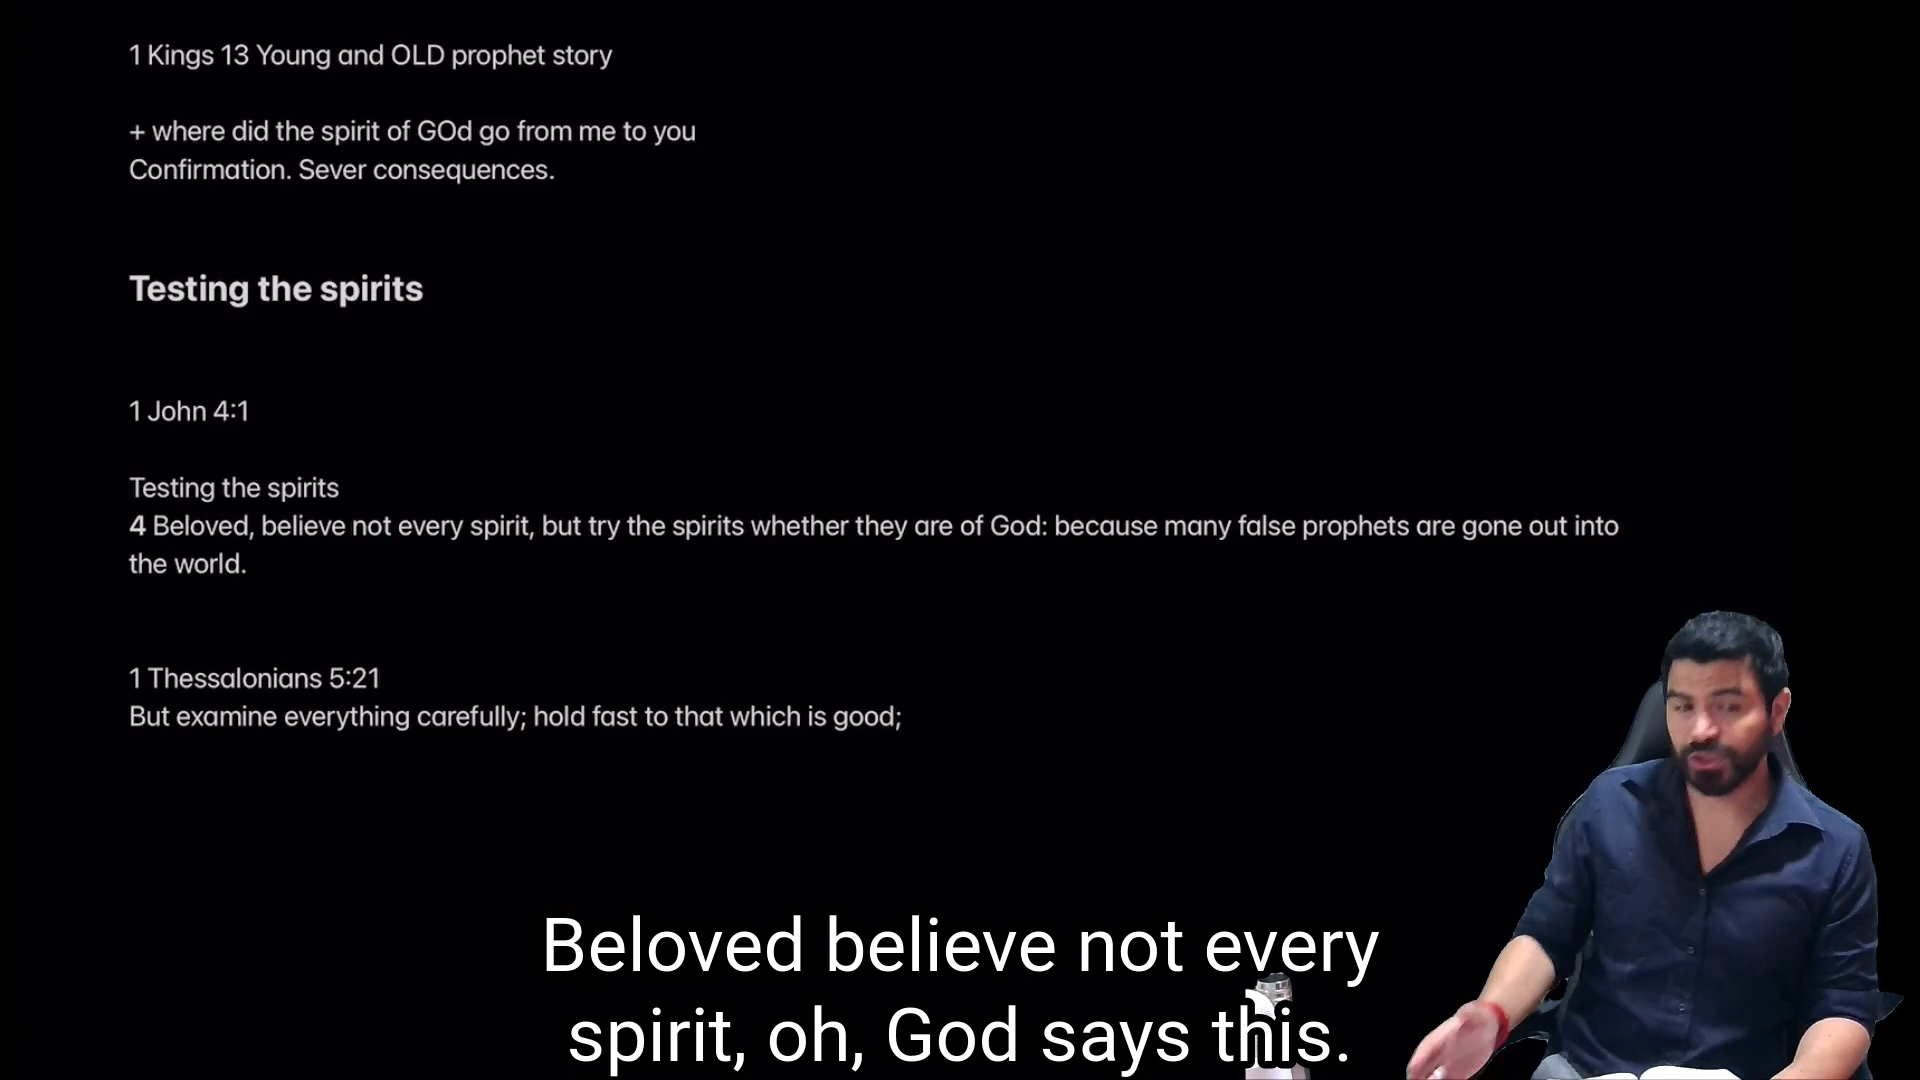 1 Kings 13 Young and OLD prophet story
+ where did the spirit of GOd go from me to you
Confirmation. Sever consequences.
Testing the spirits
1 John 4:1
Testing the spirits
4 Beloved, believe not every spirit, but try the spirits whether they are of God: because many false prophets are gone out into
the world.
1 Thessalonians 5:21
But examine everything carefully; hold fast to that which is good;
Beloved believe not every
spirit, oh, God says this.